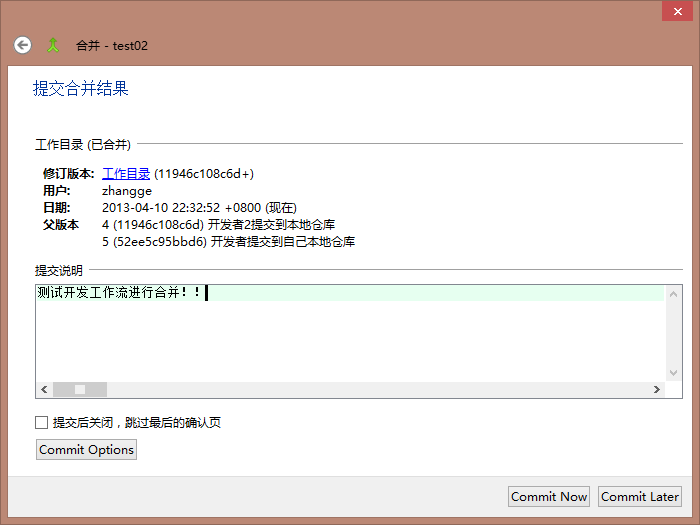 合并 - test02
提交合并结果
工作目录 (已合并)
修订版本: 工作目录 (11946c108c6d+)
用户: zhangge
日期: 2013-04-10 22:32:52 +0800 (现在)
父版本 4 (11946c108c6d) 开发者2提交到本地仓库
5 (52ee5c95bbd6) 开发者提交到自己本地仓库
提交说明
测试开发工作流进行合并！！
提交后关闭，跳过最后的确认页
Commit Options
Commit Now Commit Later